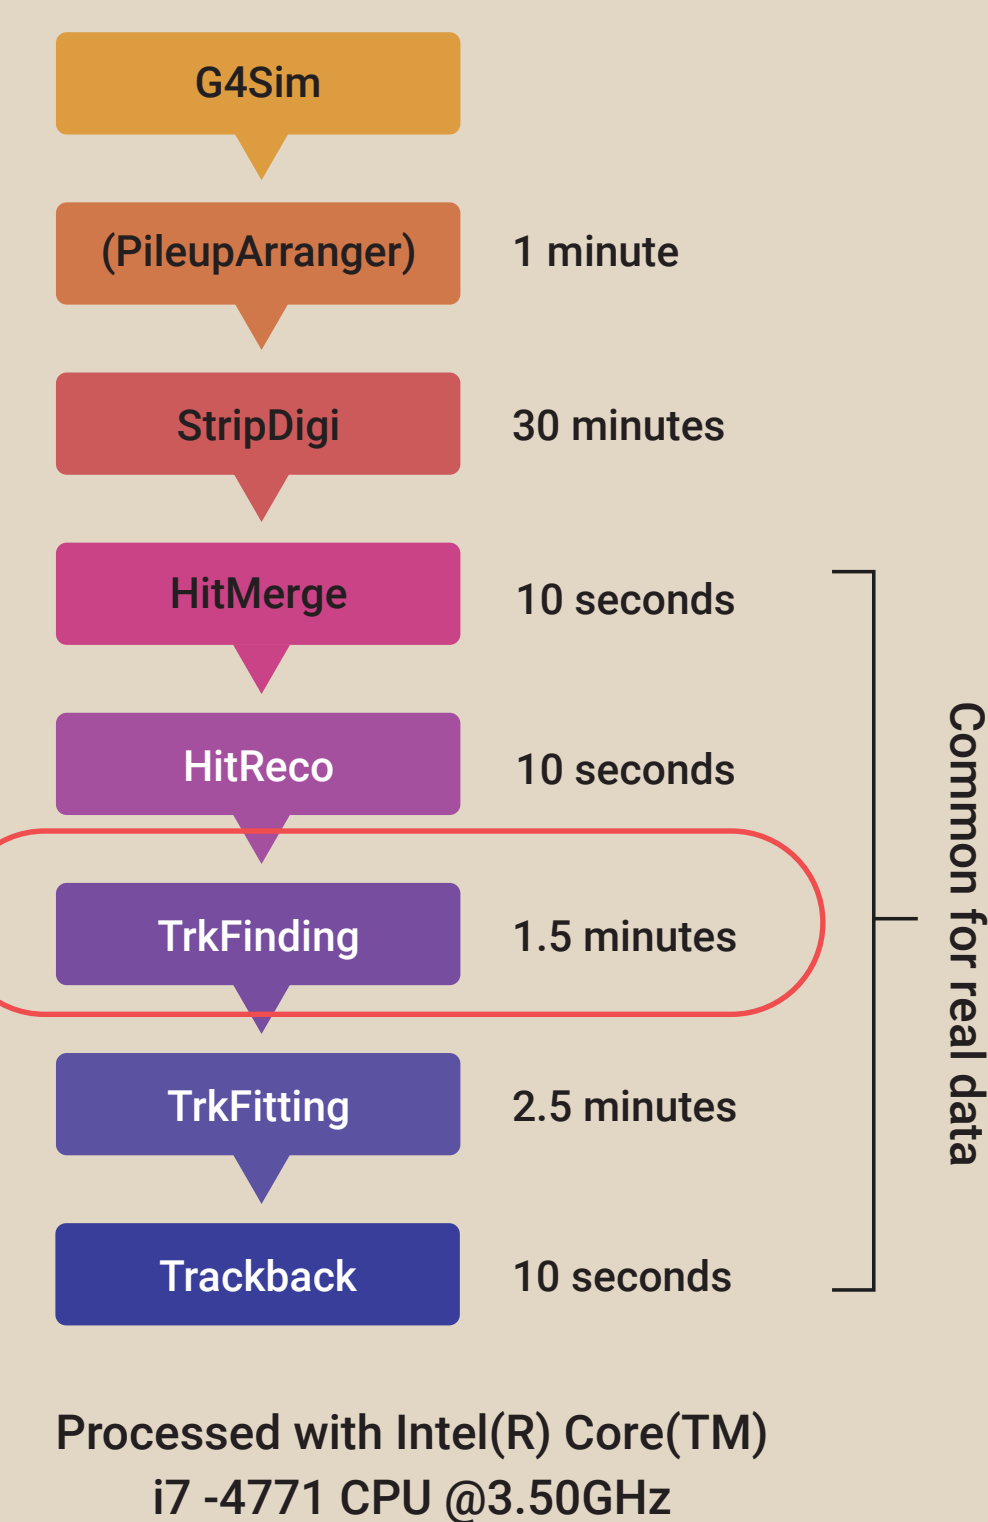 G4Sim
(PileupArranger)
1 minute
StripDigi
30 minutes
HitMerge
10 seconds
HitReco
10 seconds
TrkFinding
1.5 minutes
TrkFitting
2.5 minutes
Trackback
10 seconds
Common for real data
Processed with Intel(R) Core(TM)
i7 -4771 CPU @3.50GHz